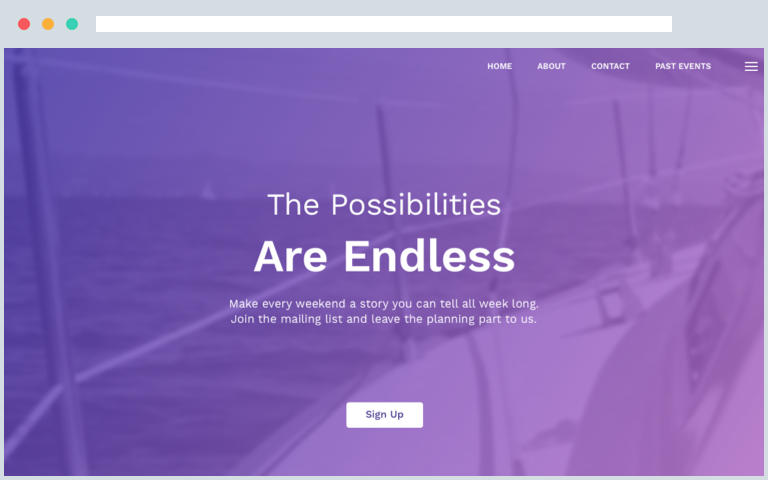 HOME ABOUT CONTACT PAST EVENTS
The Possibilities
Are Endless
Make every weekend a story you can tell all week long.
Join the mailing list and leave the planning part to us.
Sign Up